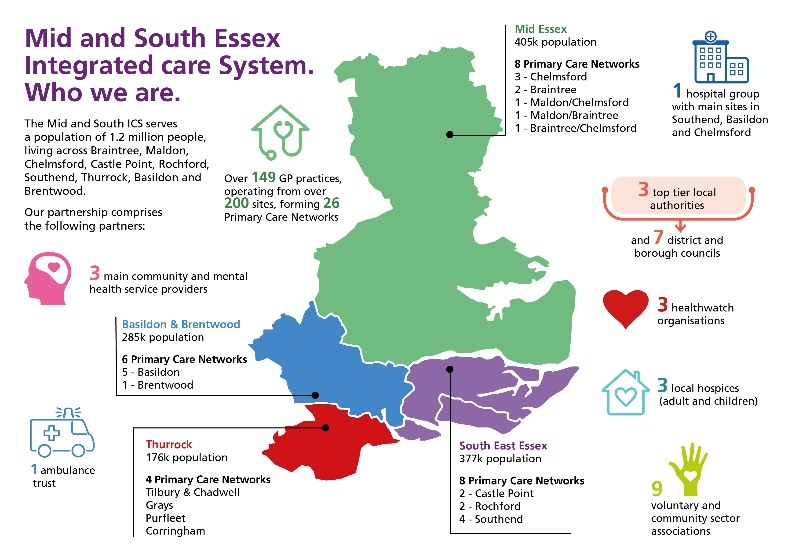 Mid and South Essex
Integrated care System.
Who we are.
The Mid and South ICS serves
a population of 1.2 million people,
living across Braintree, Maldon,
Chelmsford, Castle Point, Rochford,
Southend, Thurrock, Basildon and
Brentwood.
Our partnership comprises
the following partners:
Over 149 GP practices,
operating from over
200 sites, forming 26
Primary Care Networks
Mid Essex
405k population
8 Primary Care Networks
3 - Chelmsford
2 - Braintree
1 - Maldon/Chelmsford
1 - Maldon/Braintree
1 - Braintree/Chelmsford
1 hospital group
with main sites in
Southend, Basildon
and Chelmsford
3 top tier local
authorities
and 7 district and
borough councils
3 main community and mental
health service providers
3 healthwatch
organisations
Basildon & Brentwood
285k population
6 Primary Care Networks
5 - Basildon
1 - Brentwood
3 local hospices
(adult and children)
1 ambulance
trust
Thurrock
176k population
4 Primary Care Networks
Tilbury & Chadwell
Grays
Purfleet
Corringham
South East Essex
377k population
8 Primary Care Networks
2 - Castle Point
2 - Rochford
4 - Southend
9
voluntary and
community sector
associations